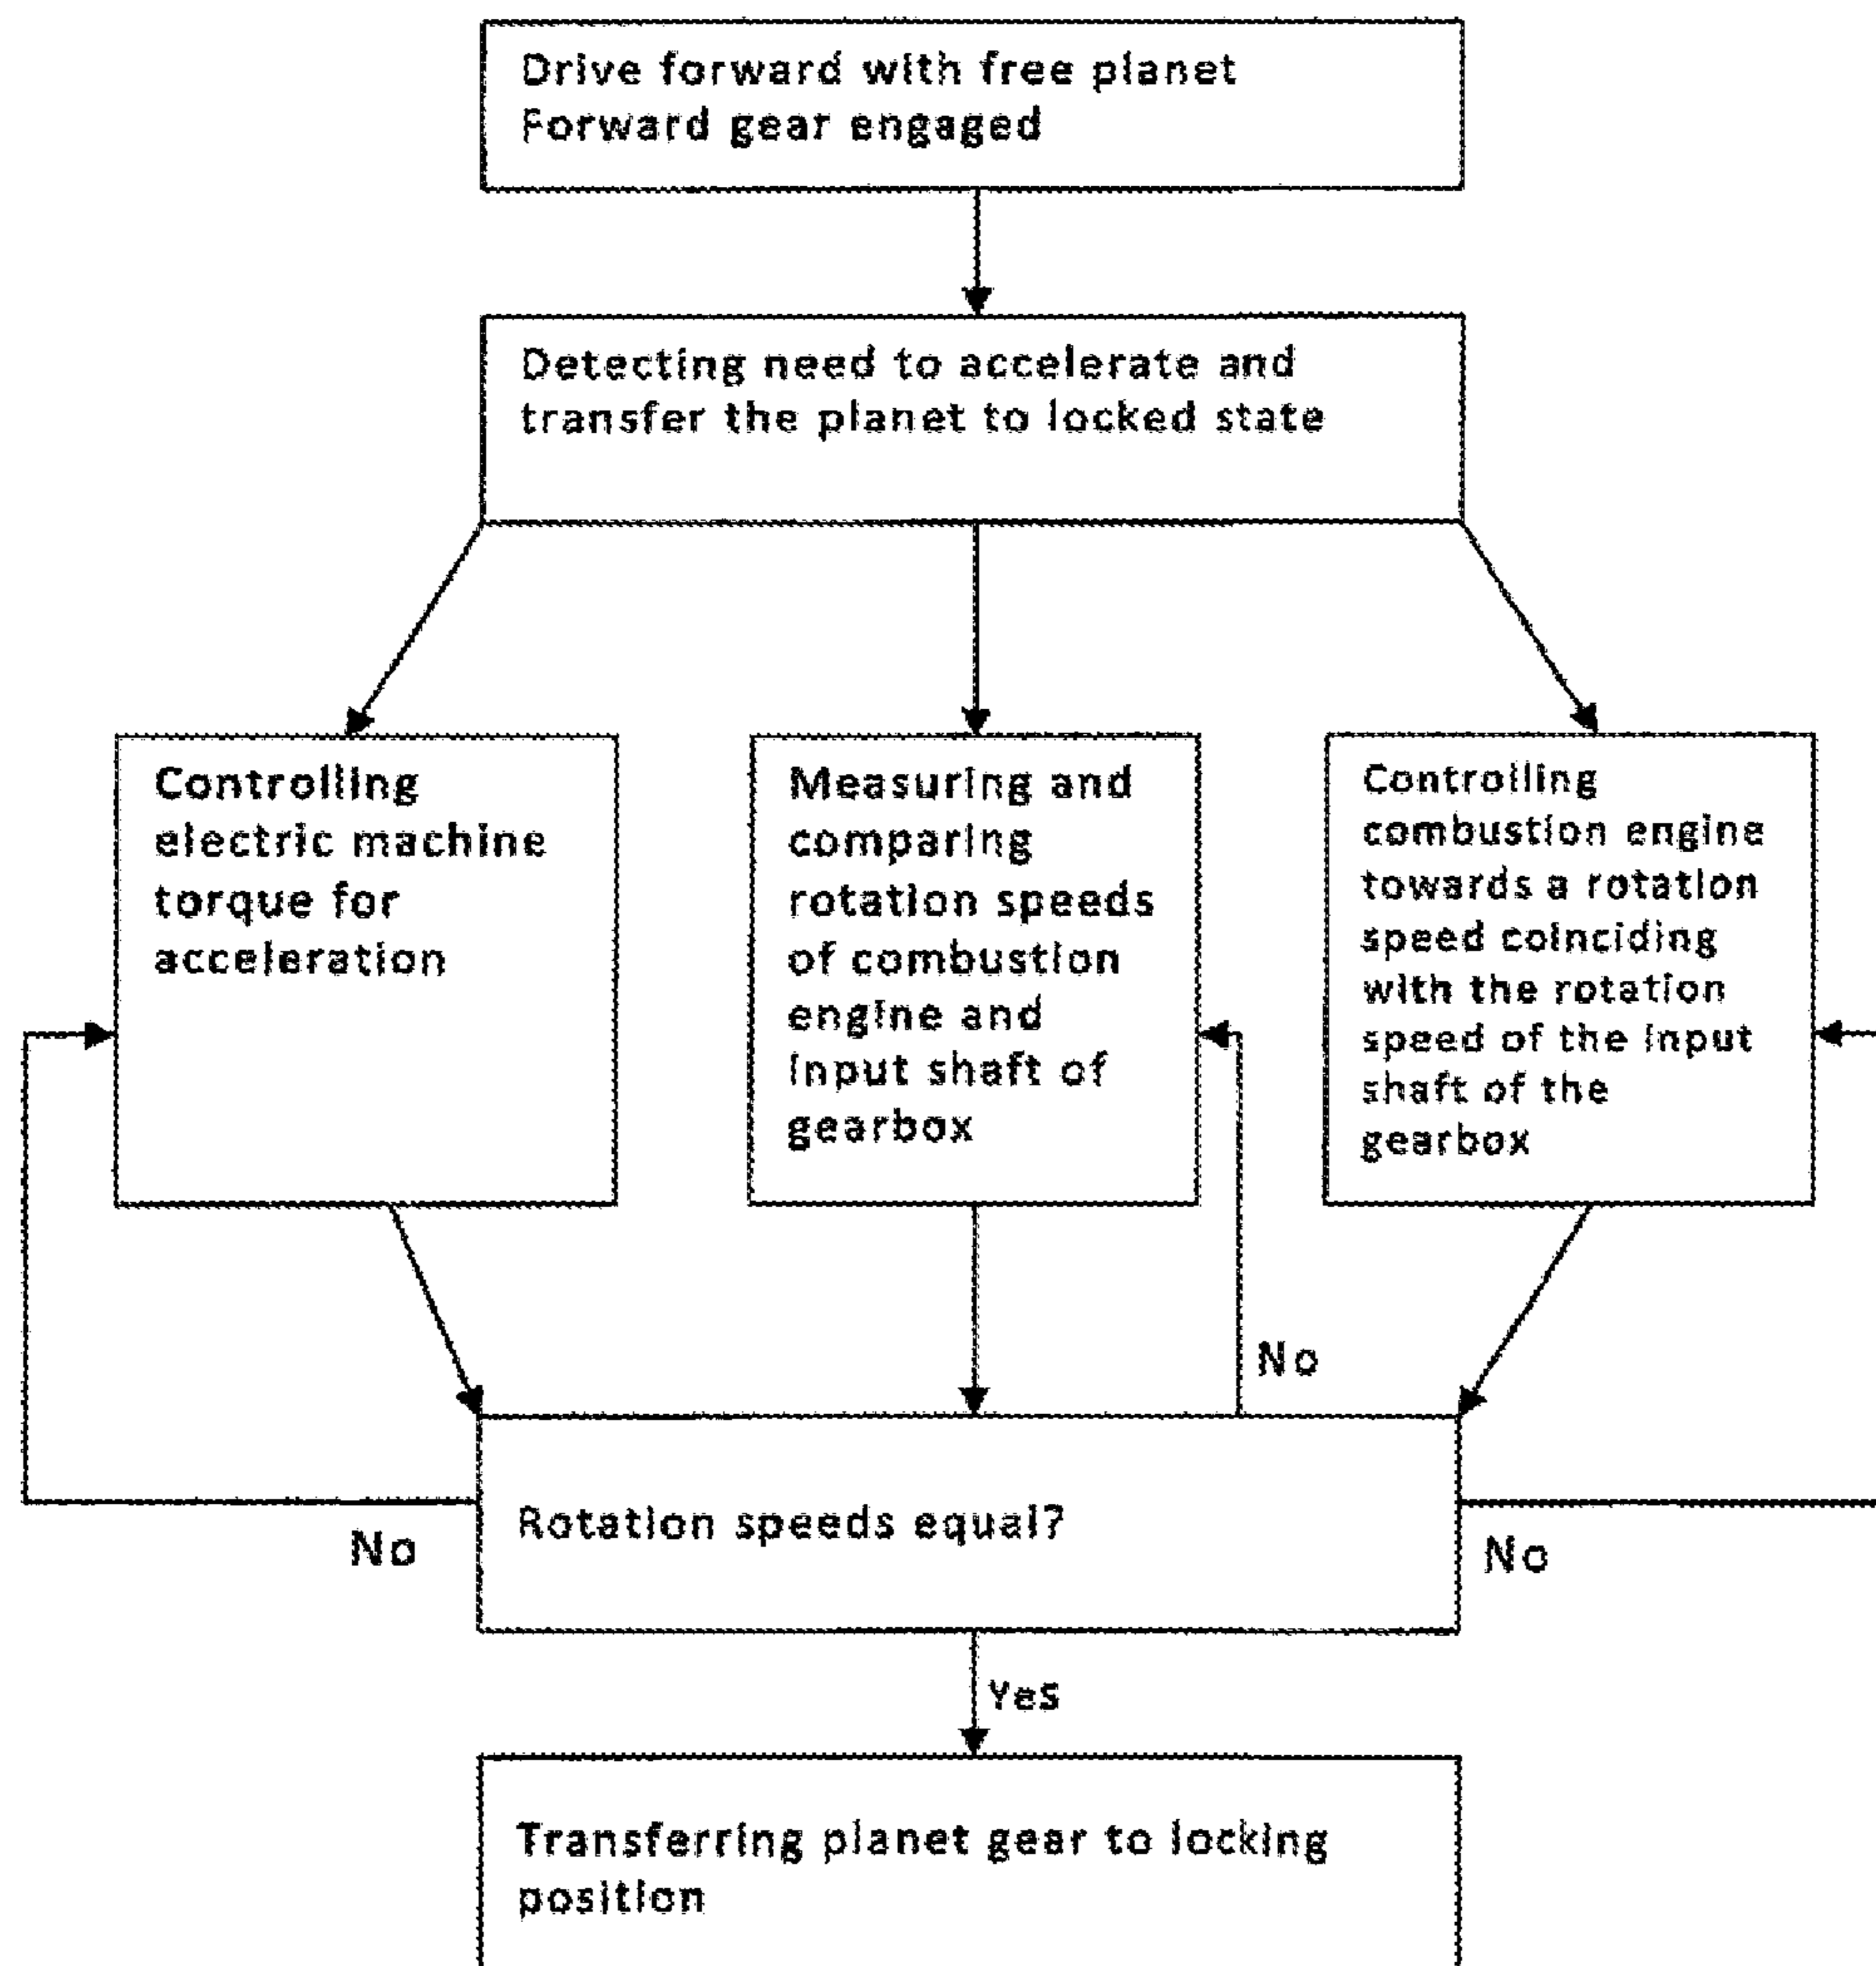 Drive forward with free planet
Forward gear engaged
Detecting need to accelerate and
transfer the planet to locked state
Controlling
electric machine
torque for
acceleration
Measuring and
comparing
rotation speeds
of combustion
engine and
input shaft of
gearbox
Controlling
combustion engine
towards a rotation
speed coinciding
with the rotation
speed of the input
shaft of the
gearbox
No
Rotation speeds equal?
No
No
Yes
Transferring planet gear to locking
position